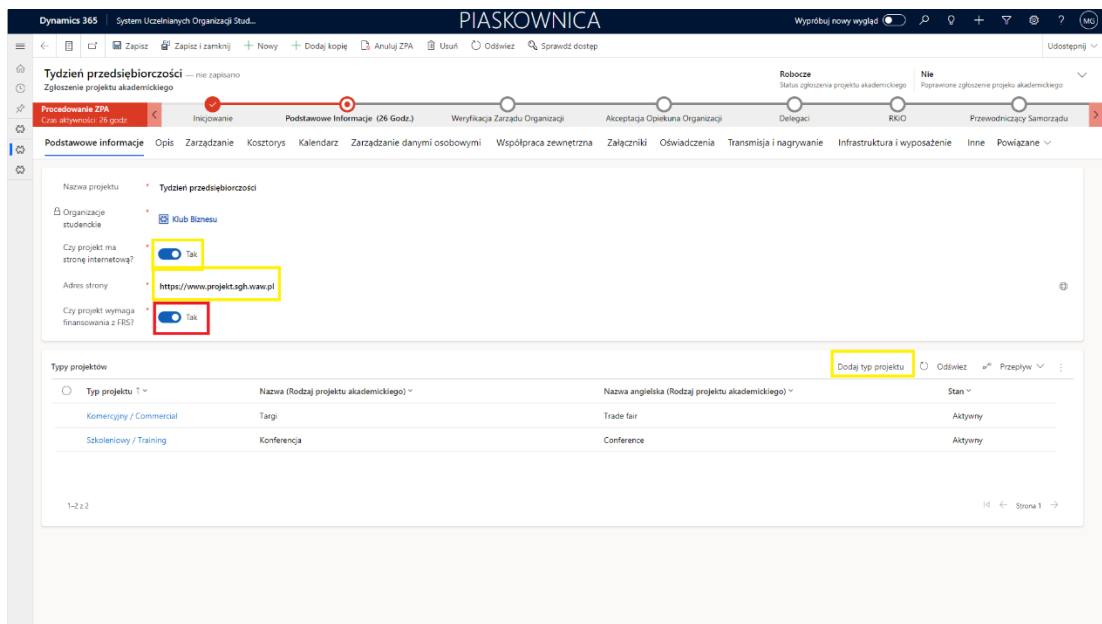 Dynamics 365 System Uczelnianych Organizacji Stud... PIASKOWNICA Wypróbuj nowy wygląd ? MG
Zapisz Zapisz i zamknij Nowy Dodaj kopię Anuluj ZPA Usuń Odśwież Sprawdź dostęp Udostępnij
Tydzień przedsiębiorczości — nie zapisano
Zgłoszenie projektu akademickiego
Robocze
Status zgłoszenia projektu akademickiego
Nie
Poprawione zgłoszenie projeku akademickiego
Procedowanie ZPA
Czas aktywności: 26 godz
Inicjowanie Podstawowe Informacje (26 Godz.) Weryfikacja Zarządu Organizacji Akceptacja Opiekuna Organizacji Delegaci RKiO Przewodniczący Samorządu
Podstawowe informacje Opis Zarządzanie Kosztorys Kalendarz Zarządzanie danymi osobowymi Współpraca zewnętrzna Załączniki Oświadczenia Transmisja i nagrywanie Infrastruktura i wyposażenie Inne Powiązane
Nazwa projektu * Tydzień przedsiębiorczości
Organizacje studenckie * Klub Biznesu
Czy projekt ma stronę internetową? * Tak
Adres strony * https://www.projekt.sgh.waw.pl
Czy projekt wymaga finansowania z FRS? * Tak
Typy projektów Dodaj typ projektu Odśwież Przepływ
Typ projektu Nazwa (Rodzaj projektu akademickiego) Nazwa angielska (Rodzaj projektu akademickiego) Stan
Komercyjny / Commercial Targi Trade fair Aktywny
Szkoleniowy / Training Konferencja Conference Aktywny
1–2 z 2 Strona 1